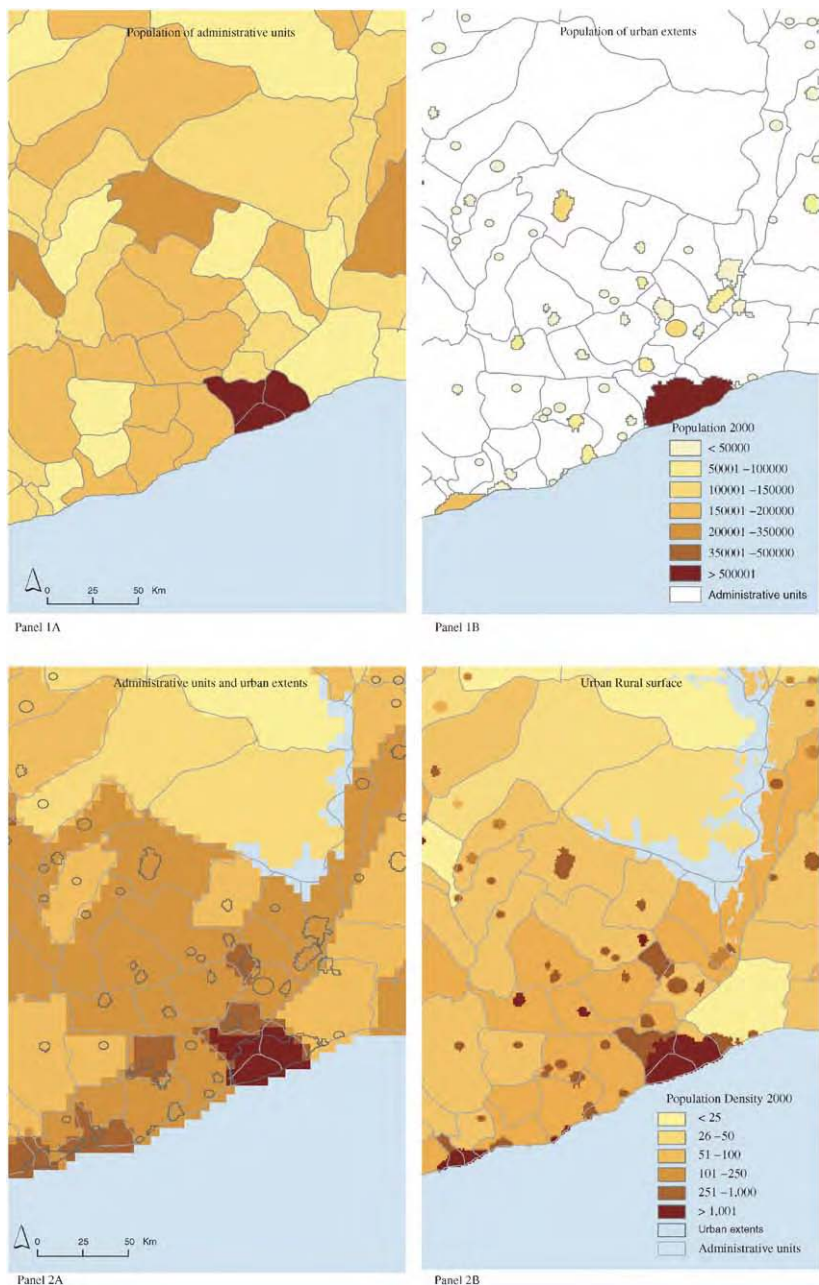 Population of administrative units
Population of urban extents
Population 2000
< 50000
50001 –100000
100001 –150000
150001 –200000
200001 –350000
350001 –500000
> 500001
Administrative units
0 25 50 Km
Panel 1A
Panel 1B
Administrative units and urban extents
Urban Rural surface
Population Density 2000
< 25
26 –50
51 –100
101 –250
251 –1,000
> 1,001
Urban extents
Administrative units
0 25 50 Km
Panel 2A
Panel 2B